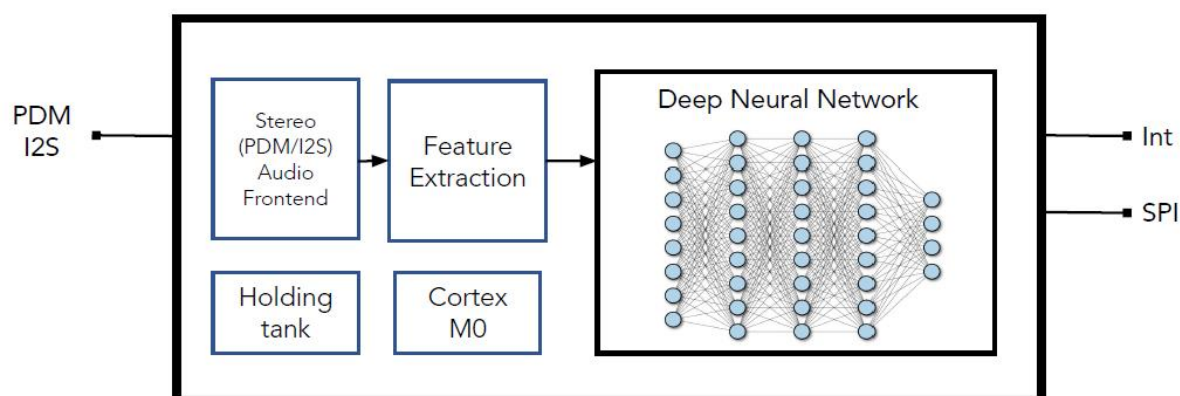 PDM
I2S
Stereo
(PDM/I2S)
Audio
Frontend
Feature
Extraction
Deep Neural Network
Holding
tank
Cortex
M0
Int
SPI